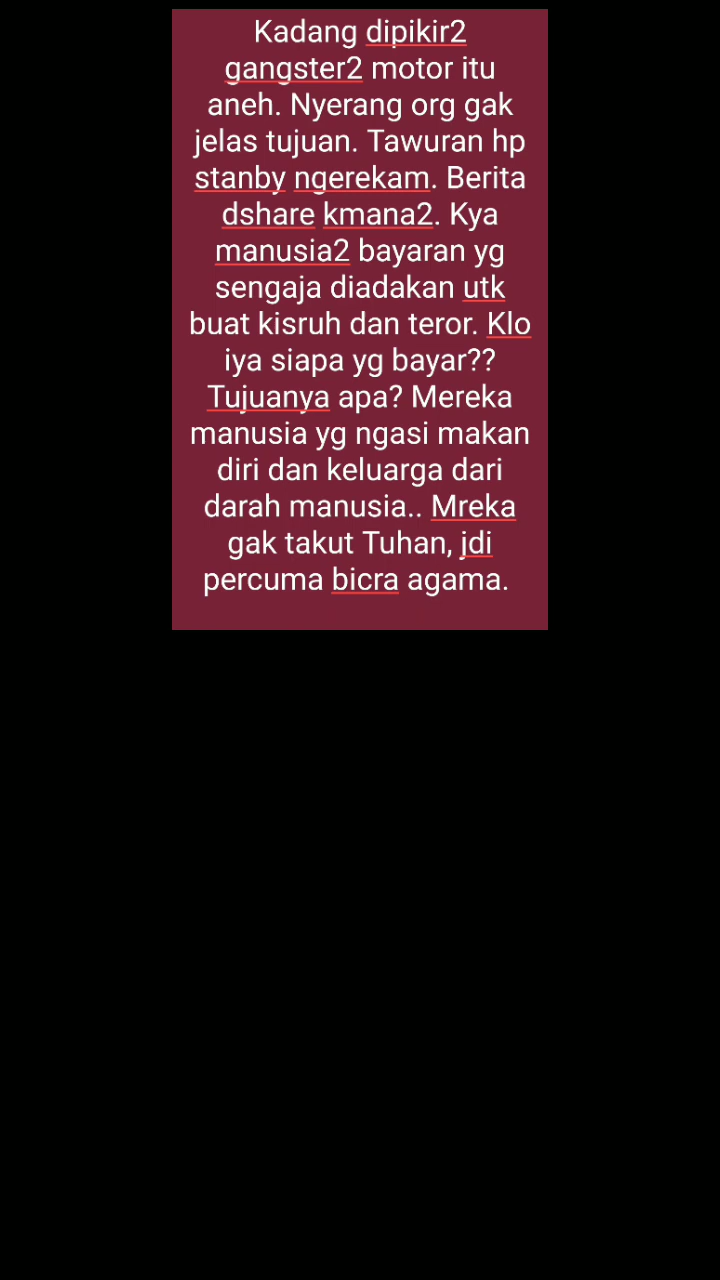 Kadang dipikir2
gangster2 motor itu
aneh. Nyerang org gak
jelas tujuan. Tawuran hp
stanby ngerekam. Berita
dshare kmana2. Kya
manusia2 bayaran yg
sengaja diadakan utk
buat kisruh dan teror. Klo
iya siapa yg bayar??
Tujuanya apa? Mereka
manusia yg ngasi makan
diri dan keluarga dari
darah manusia.. Mreka
gak takut Tuhan, jdi
percuma bicra agama.